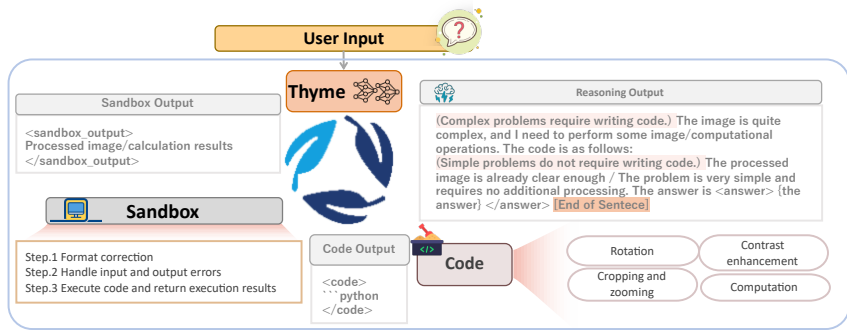 User Input
?
Thyme
Sandbox Output
<sandbox_output>
Processed image/calculation results
</sandbox_output>
Reasoning Output
(Complex problems require writing code.) The image is quite
complex, and I need to perform some image/computational
operations. The code is as follows:
(Simple problems do not require writing code.) The processed
image is already clear enough / The problem is very simple and
requires no additional processing. The answer is <answer> {the
answer} </answer> [End of Sentece]
Sandbox
Step.1 Format correction
Step.2 Handle input and output errors
Step.3 Execute code and return execution results
Code Output
<code>
```python
</code>
</>
Code
Rotation
Contrast
enhancement
Cropping and
zooming
Computation